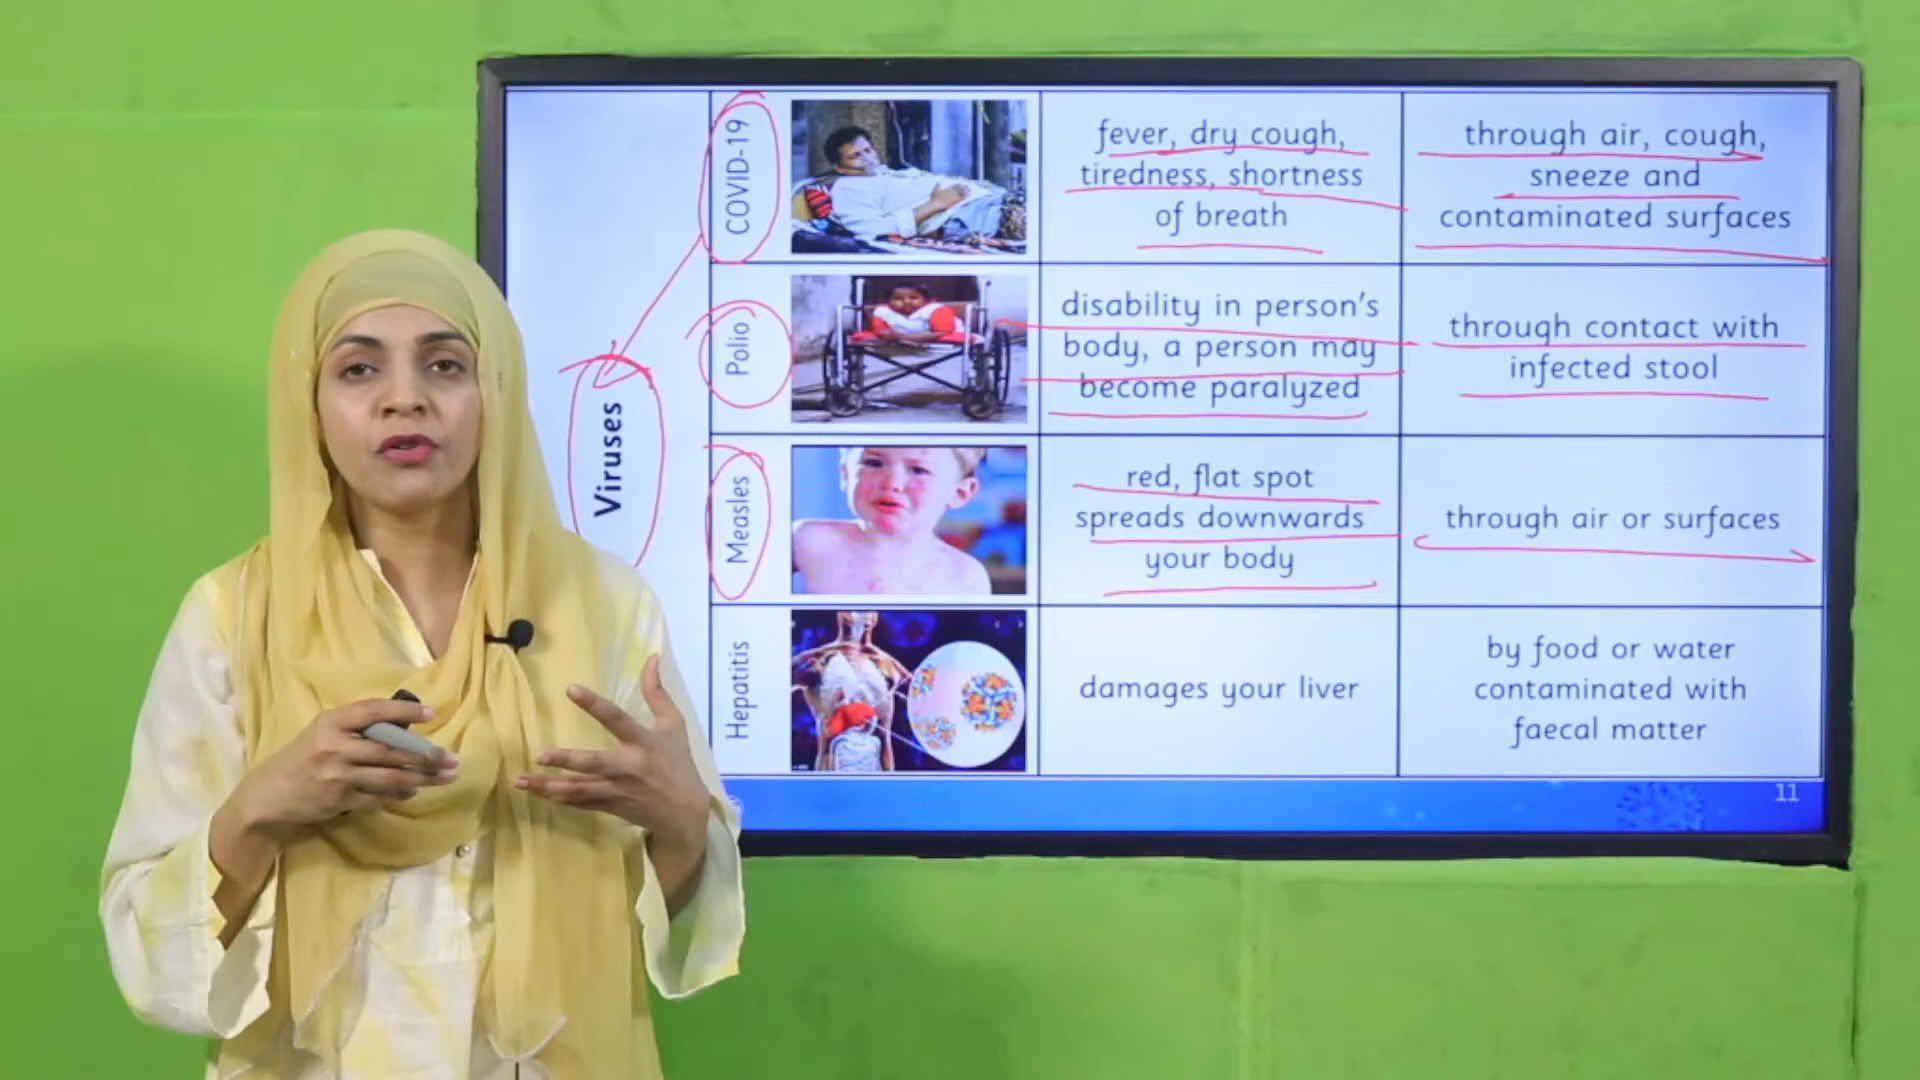 Viruses
COVID-19
fever, dry cough,
tiredness, shortness
of breath
through air, cough,
sneeze and
contaminated surfaces
Polio
disability in person's
body, a person may
become paralyzed
through contact with
infected stool
Measles
red, flat spot
spreads downwards
your body
through air or surfaces
Hepatitis
damages your liver
by food or water
contaminated with
faecal matter
11